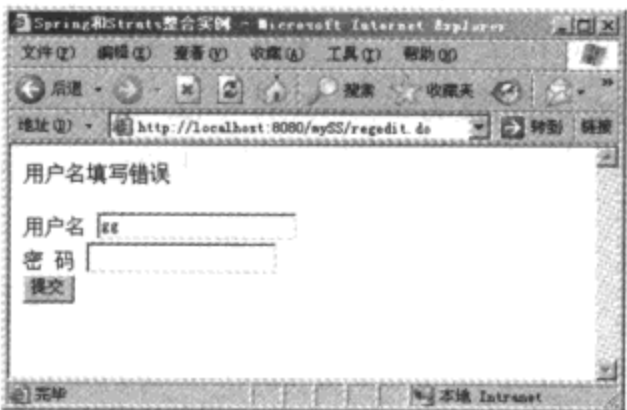 Spring和Struts整合实例 - Microsoft Internet Explorer
文件(F) 编辑(E) 查看(V) 收藏(A) 工具(T) 帮助(H)
后退 搜索 收藏夹
地址(D) http://localhost:8080/mySS/regedit.do 转到 链接
用户名填写错误
用户名 gg
密 码
提交
完毕 本地 Intranet